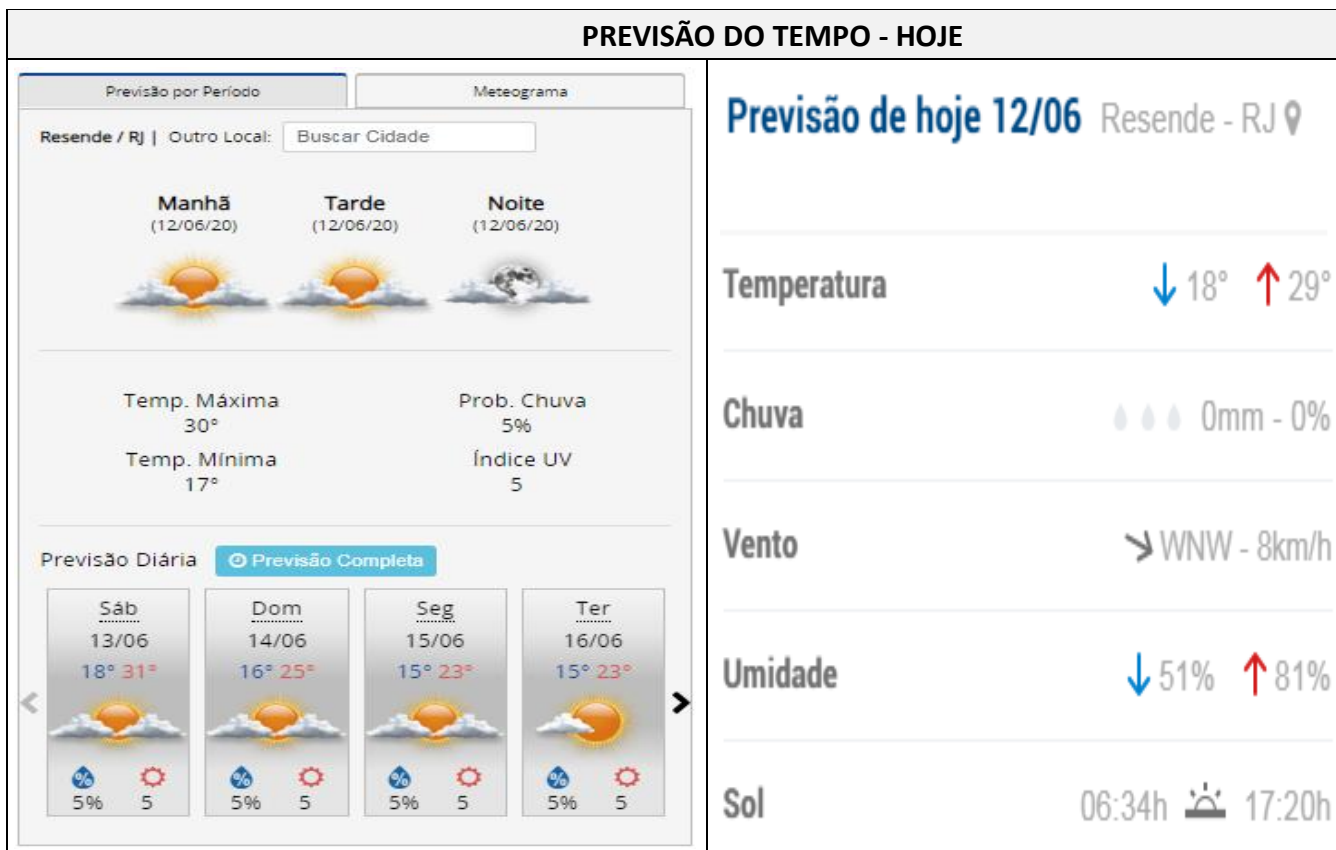 PREVISÃO DO TEMPO - HOJE
Previsão por Período
Meteograma
Resende / RJ | Outro Local: Buscar Cidade
Manhã Tarde Noite
(12/06/20) (12/06/20) (12/06/20)
Temp. Máxima Prob. Chuva
30° 5%
Temp. Mínima Índice UV
17° 5
Previsão Diária Previsão Completa
Sáb Dom Seg Ter
13/06 14/06 15/06 16/06
18° 31° 16° 25° 15° 23° 15° 23°
% % % %
5% 5 5% 5 5% 5 5% 5
Previsão de hoje 12/06 Resende - RJ
Temperatura 18° 29°
Chuva 0mm - 0%
Vento WNW - 8km/h
Umidade 51% 81%
Sol 06:34h 17:20h